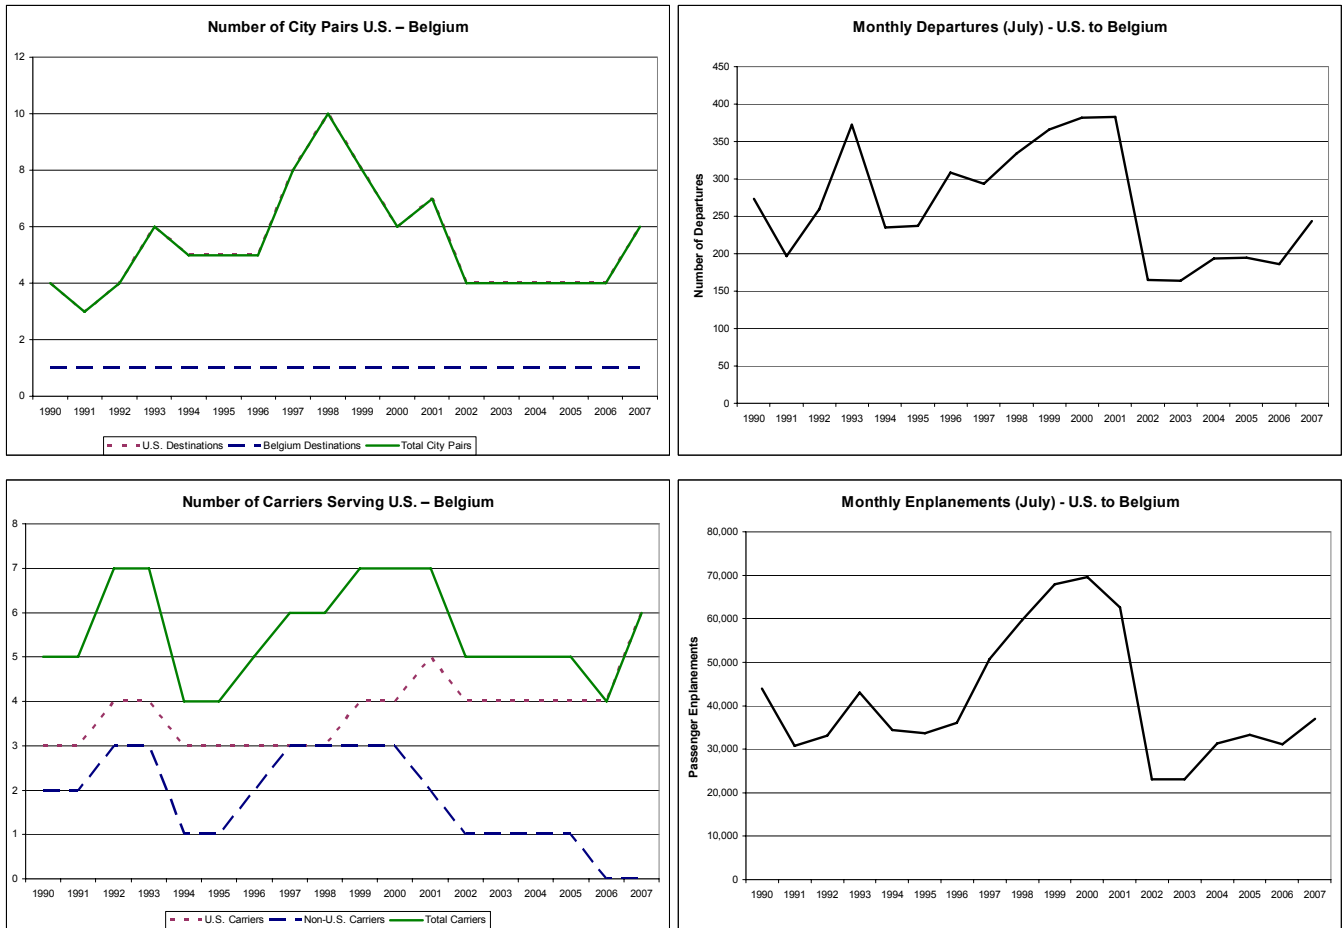 Number of City Pairs U.S. – Belgium
12
10
8
6
4
2
0
1990 1991 1992 1993 1994 1995 1996 1997 1998 1999 2000 2001 2002 2003 2004 2005 2006 2007
U.S. Destinations Belgium Destinations Total City Pairs
Monthly Departures (July) - U.S. to Belgium
Number of Departures
450
400
350
300
250
200
150
100
50
0
1990 1991 1992 1993 1994 1995 1996 1997 1998 1999 2000 2001 2002 2003 2004 2005 2006 2007
Number of Carriers Serving U.S. – Belgium
8
7
6
5
4
3
2
1
0
1990 1991 1992 1993 1994 1995 1996 1997 1998 1999 2000 2001 2002 2003 2004 2005 2006 2007
U.S. Carriers Non-U.S. Carriers Total Carriers
Monthly Enplanements (July) - U.S. to Belgium
Passenger Enplanements
80,000
70,000
60,000
50,000
40,000
30,000
20,000
10,000
0
1990 1991 1992 1993 1994 1995 1996 1997 1998 1999 2000 2001 2002 2003 2004 2005 2006 2007